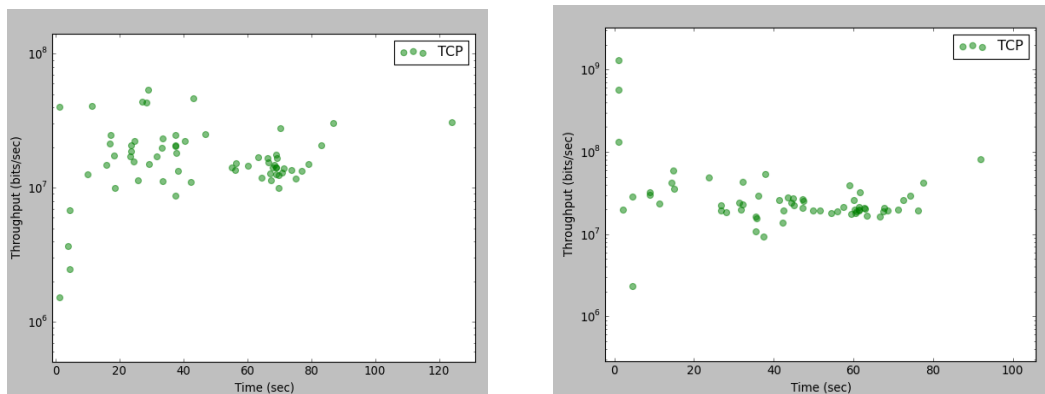 TCP
10^8
10^7
10^6
Throughput (bits/sec)
0 20 40 60 80 100 120
Time (sec)
TCP
10^9
10^8
10^7
10^6
Throughput (bits/sec)
0 20 40 60 80 100
Time (sec)